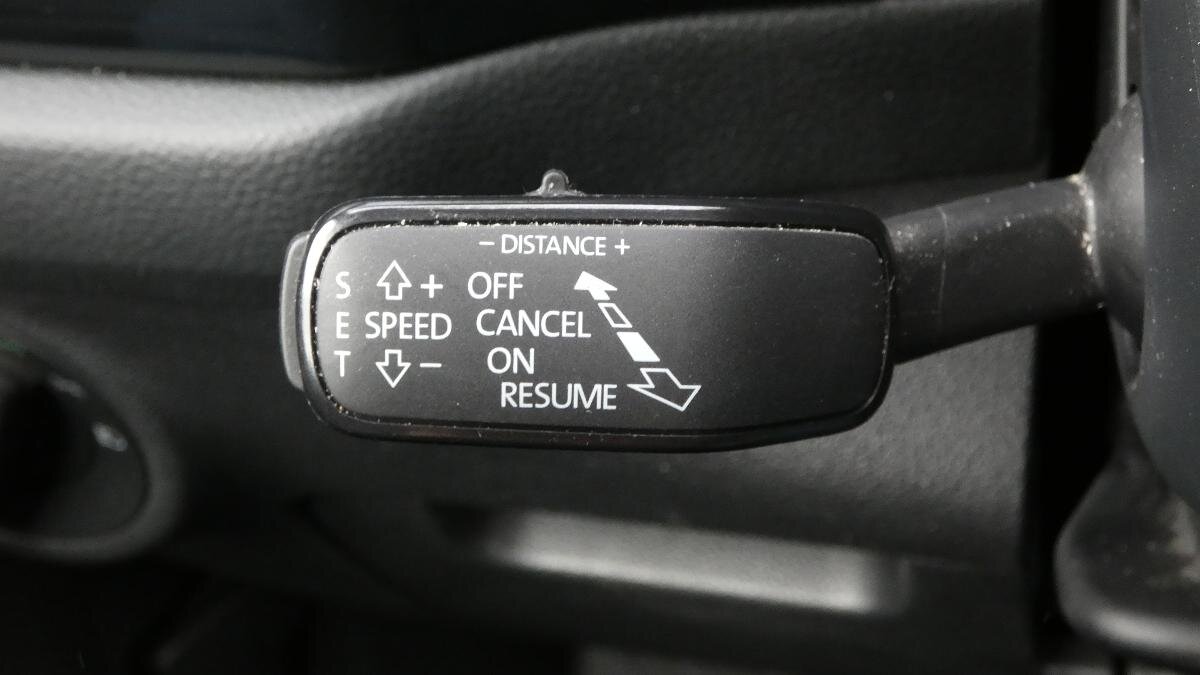 - DISTANCE +
S + OFF
E SPEED CANCEL
T - ON
RESUME